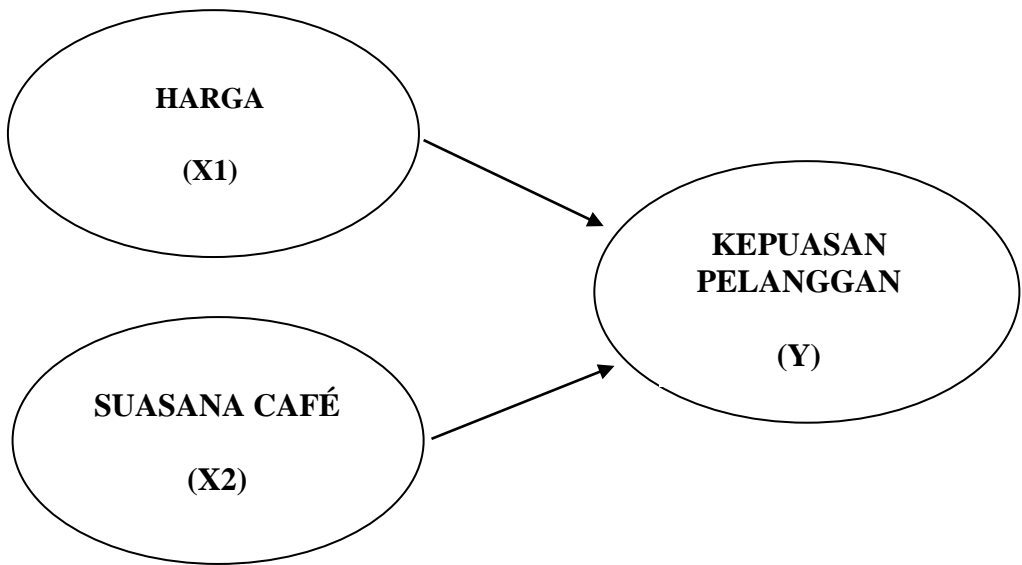 HARGA
(X1)
KEPUASAN
PELANGGAN
(Y)
SUASANA CAFÉ
(X2)